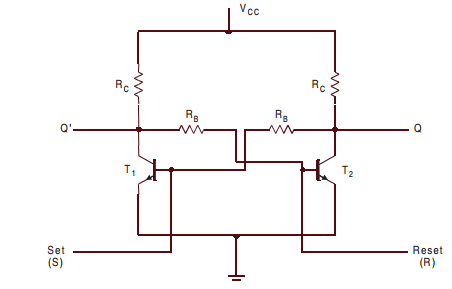 VCC
RC
RC
RB
RB
Q'
Q
T1
T2
Set
(S)
Reset
(R)